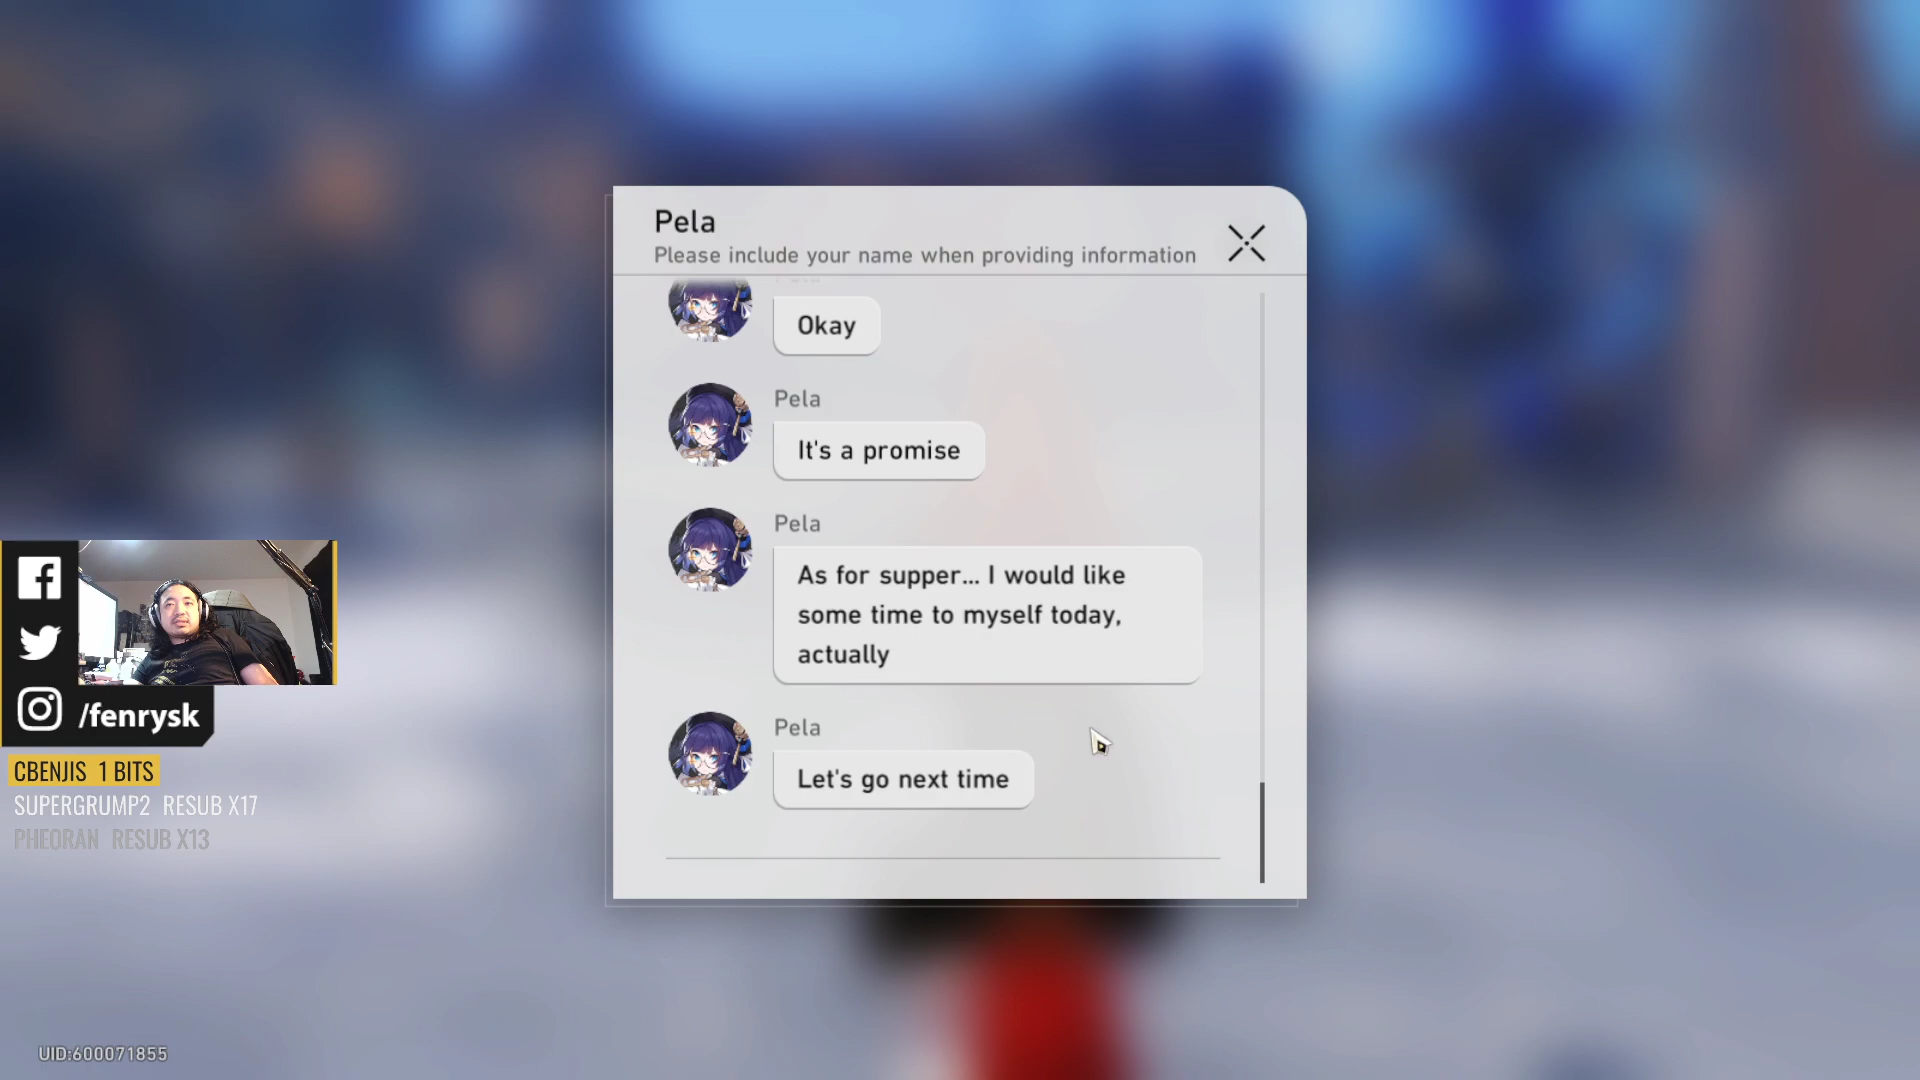 Pela
Please include your name when providing information
Okay
Pela
It's a promise
Pela
As for supper... I would like
some time to myself today,
actually
Pela
Let's go next time
/fenrysk
CBENJIS 1 BITS
SUPERGRUMP2 RESUB X17
PHEORAN RESUB X13
UID:600071855